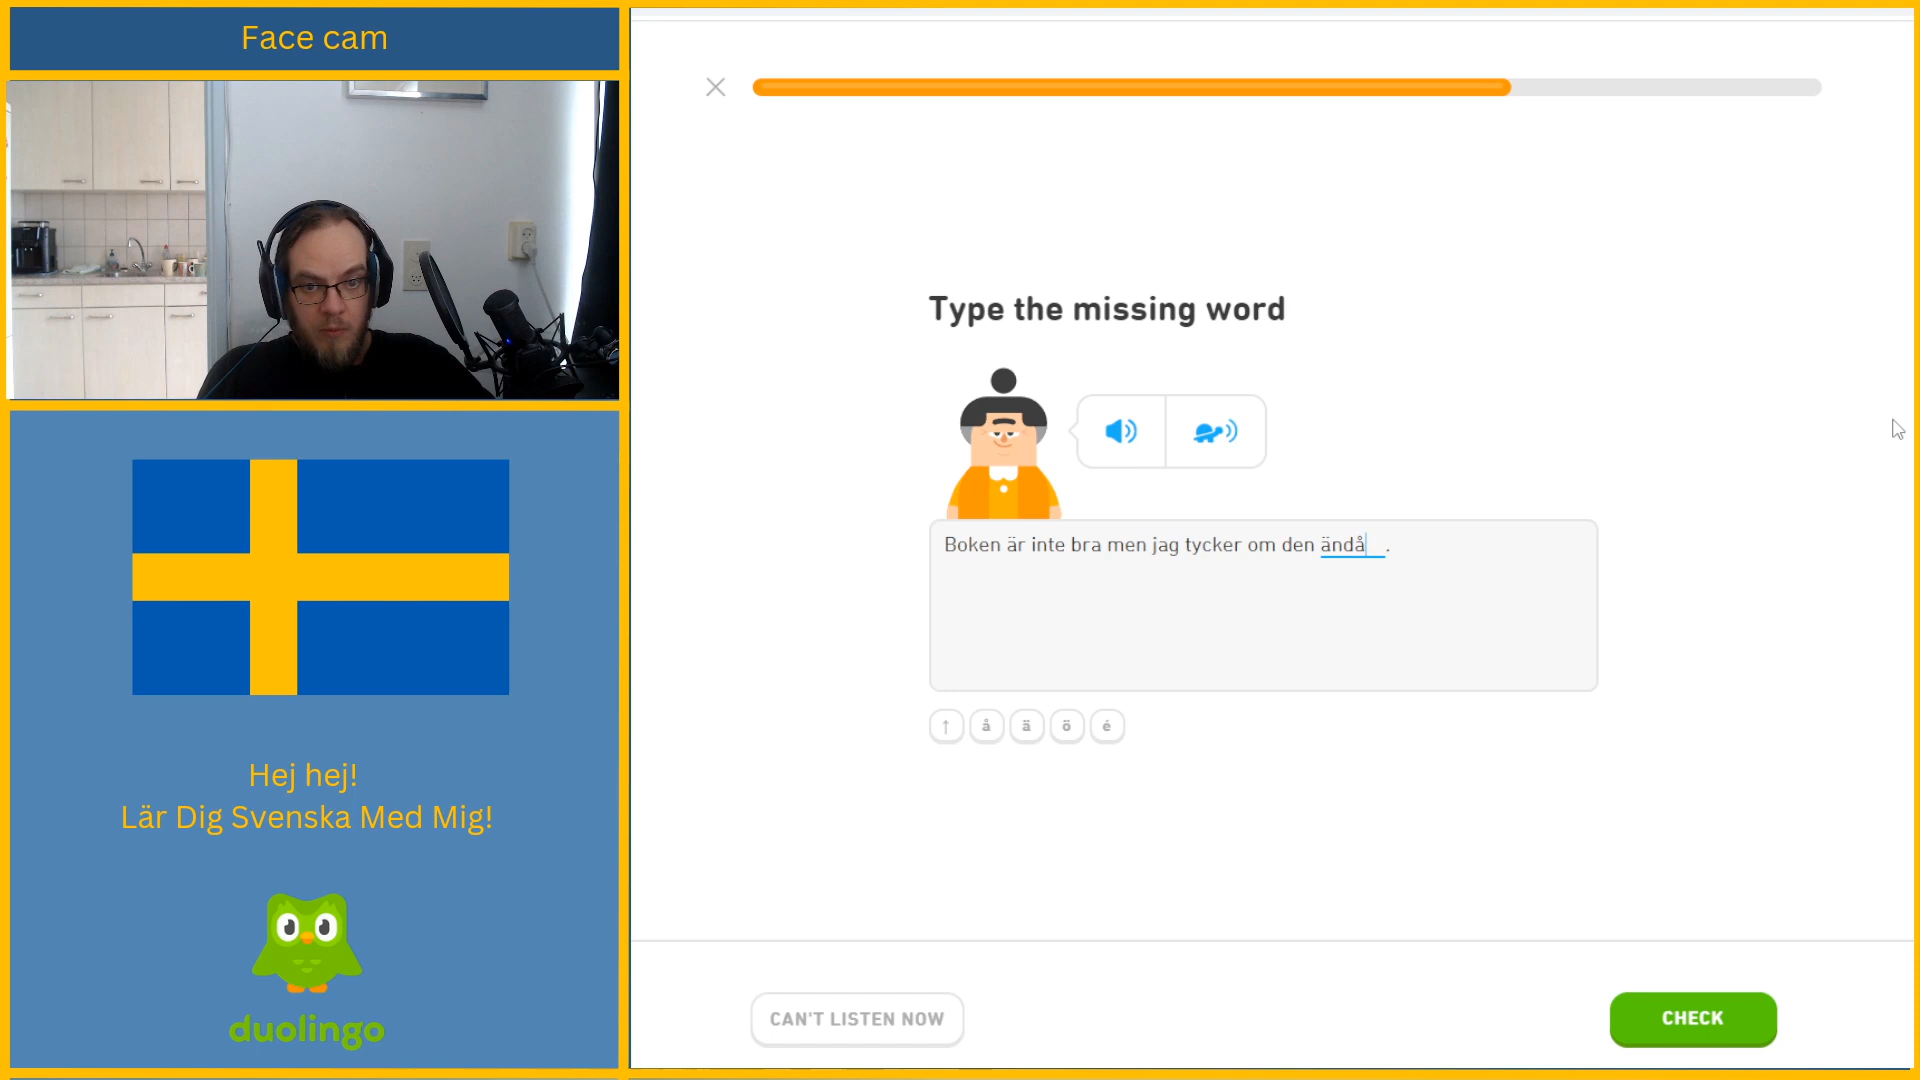 Face cam
Type the missing word
Boken är inte bra men jag tycker om den ändå .
↑ å ä ö é
Hej hej!
Lär Dig Svenska Med Mig!
duolingo
CAN'T LISTEN NOW
CHECK